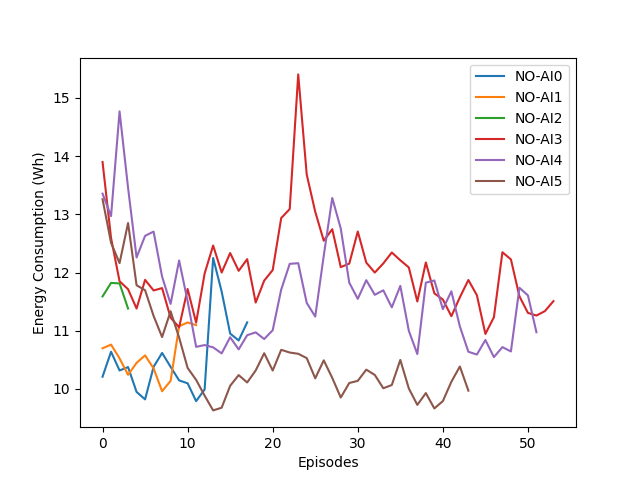 NO-AI0
NO-AI1
NO-AI2
NO-AI3
NO-AI4
NO-AI5
15
14
13
12
11
10
Energy Consumption (Wh)
0
10
20
30
40
50
Episodes